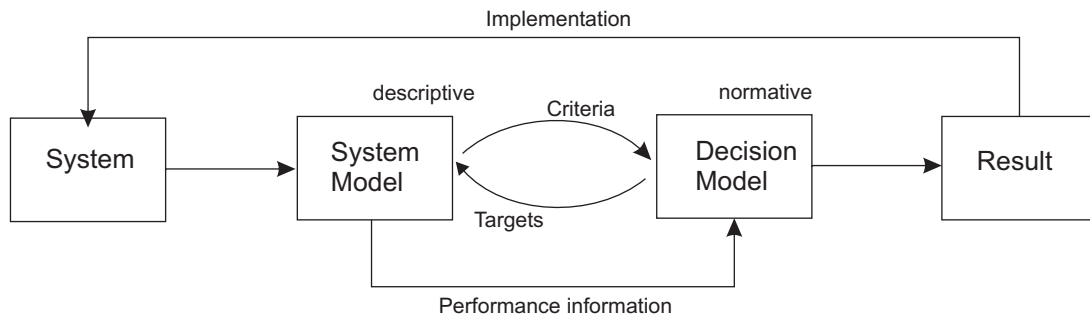 Implementation
descriptive
normative
Criteria
System
System
Model
Decision
Model
Result
Targets
Performance information